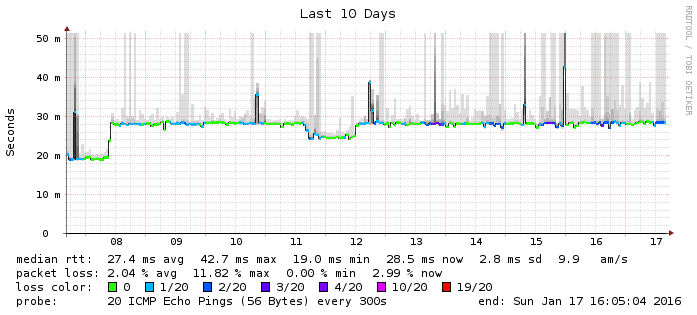 Last 10 Days
RRDTOOL / TOBI OETIKER
Seconds
50 m
40 m
30 m
20 m
10 m
0
08 09 10 11 12 13 14 15 16 17
median rtt: 27.4 ms avg 42.7 ms max 19.0 ms min 28.5 ms now 2.8 ms sd 9.9 am/s
packet loss: 2.04 % avg 11.82 % max 0.00 % min 2.99 % now
loss color: 0 1/20 2/20 3/20 4/20 10/20 19/20
probe: 20 ICMP Echo Pings (56 Bytes) every 300s end: Sun Jan 17 16:05:04 2016